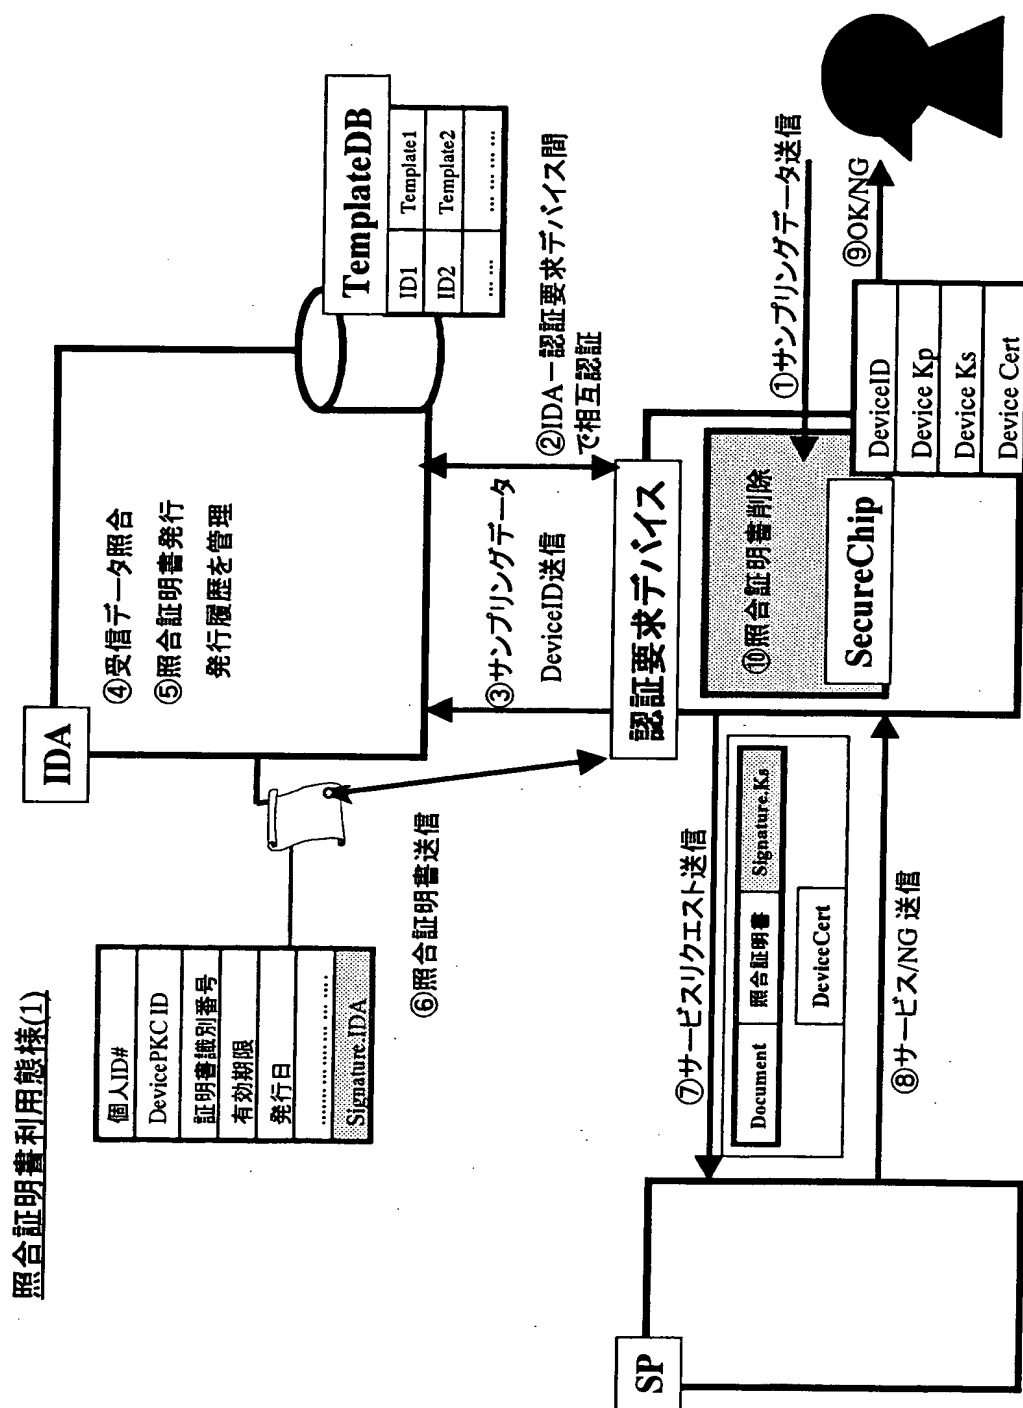 照合証明書利用態様(1)
IDA
④受信データ照合
⑤照合証明書発行
発行履歴を管理
TemplateDB
ID1 Template1
ID2 Template2
... ... ... ... ...
個人ID#
DevicePKC ID
証明書識別番号
有効期限
発行日
..................
Signature.IDA
⑥照合証明書送信
③サンプリングデータ
DeviceID送信
②IDA－認証要求デバイス間
で相互認証
①サンプリングデータ送信
⑨OK/NG
認証要求デバイス
⑩照合証明書削除
SecureChip
DeviceID
Device Kp
Device Ks
Device Cert
⑦サービスリクエスト送信
Document 照合証明書 Signature.Ks
DeviceCert
⑧サービス/NG 送信
SP